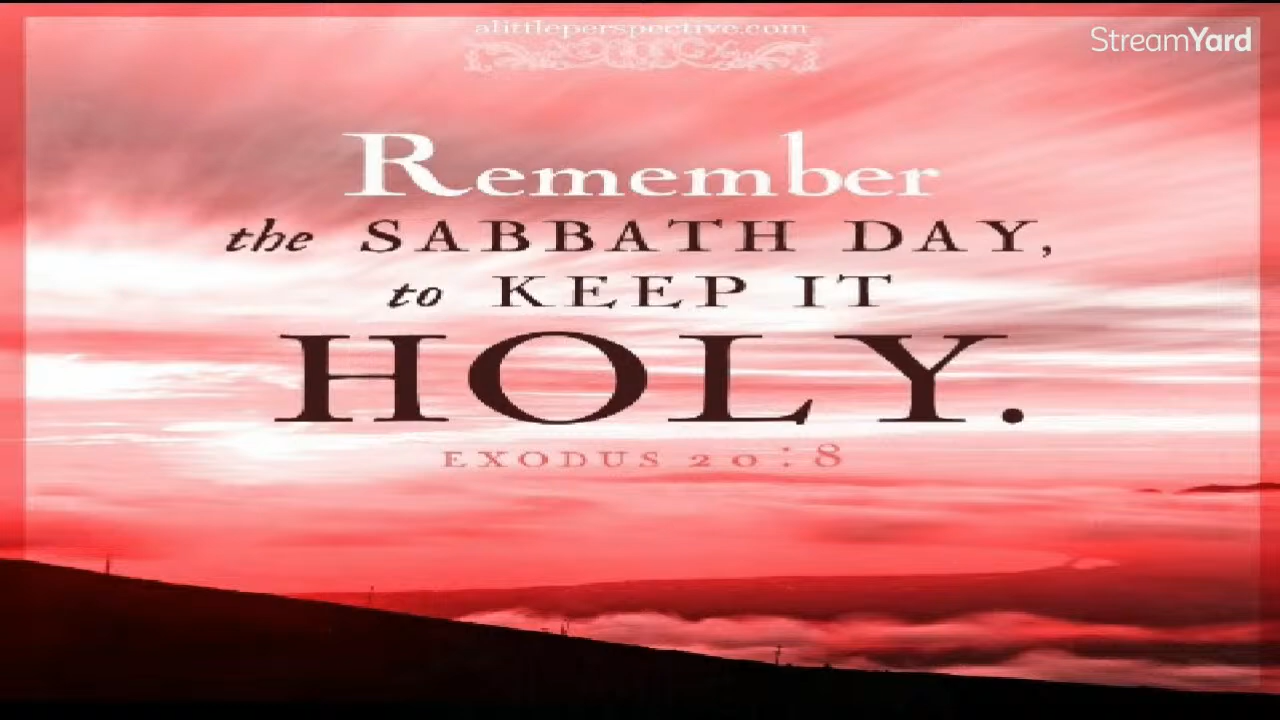 alittleperspective.com
StreamYard
Remember
the SABBATH DAY,
to KEEP IT
HOLY.
EXODUS 20:8